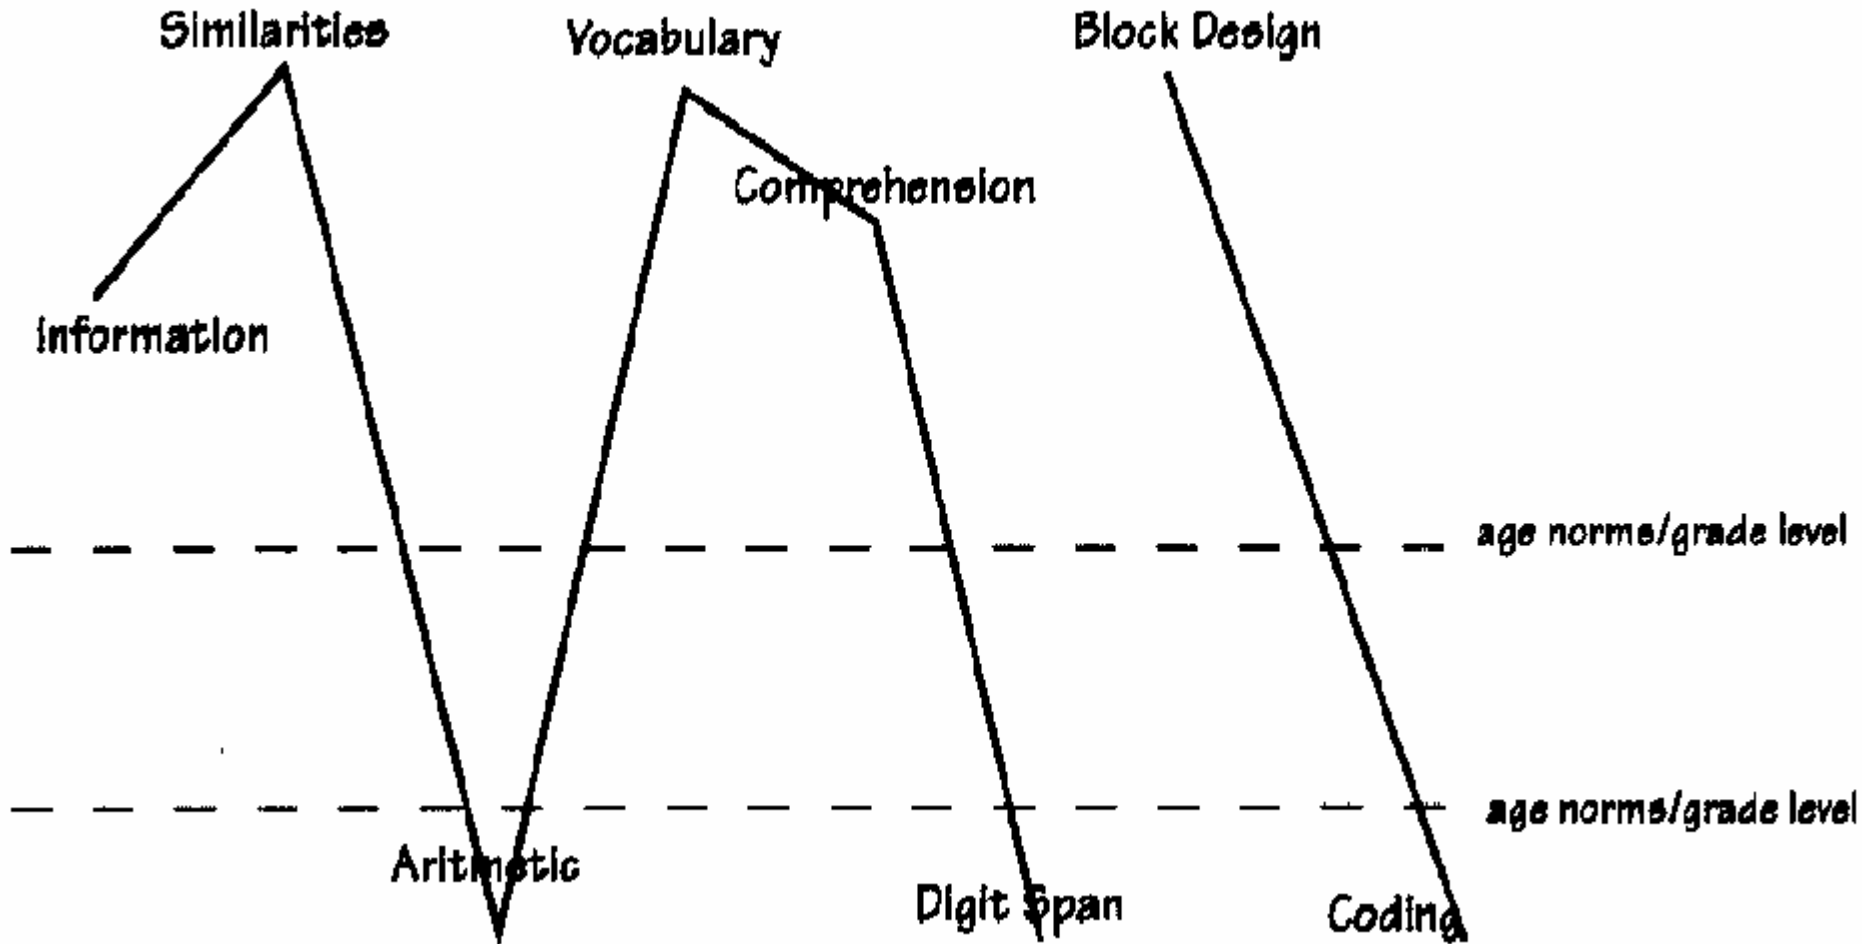 Similarities
Vocabulary
Block Design
Comprehension
Information
age norms/grade level
age norms/grade level
Aritmetic
Digit Span
Coding